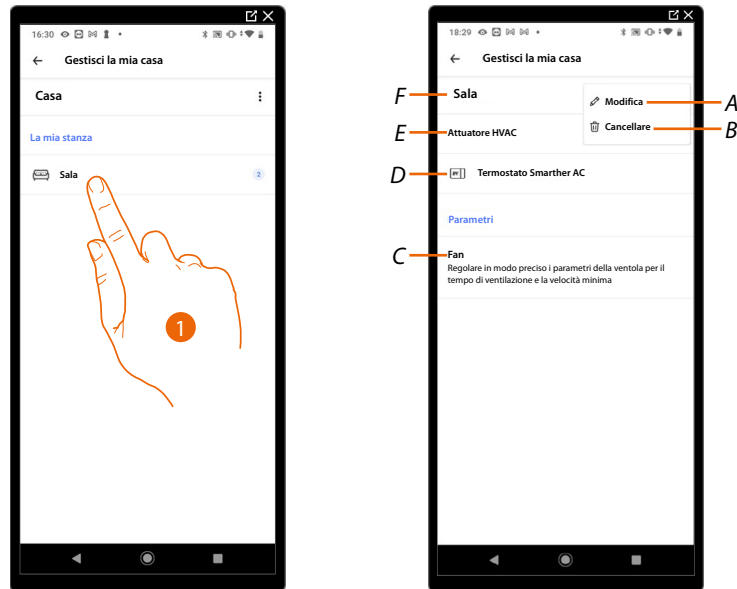 16:30
Gestisci la mia casa
Casa
La mia stanza
Sala
2
1
18:29
Gestisci la mia casa
F
Sala
Modifica
A
Cancellare
B
E
Attuatore HVAC
D
Termostato Smarther AC
Parametri
C
Fan
Regolare in modo preciso i parametri della ventola per il
tempo di ventilazione e la velocità minima